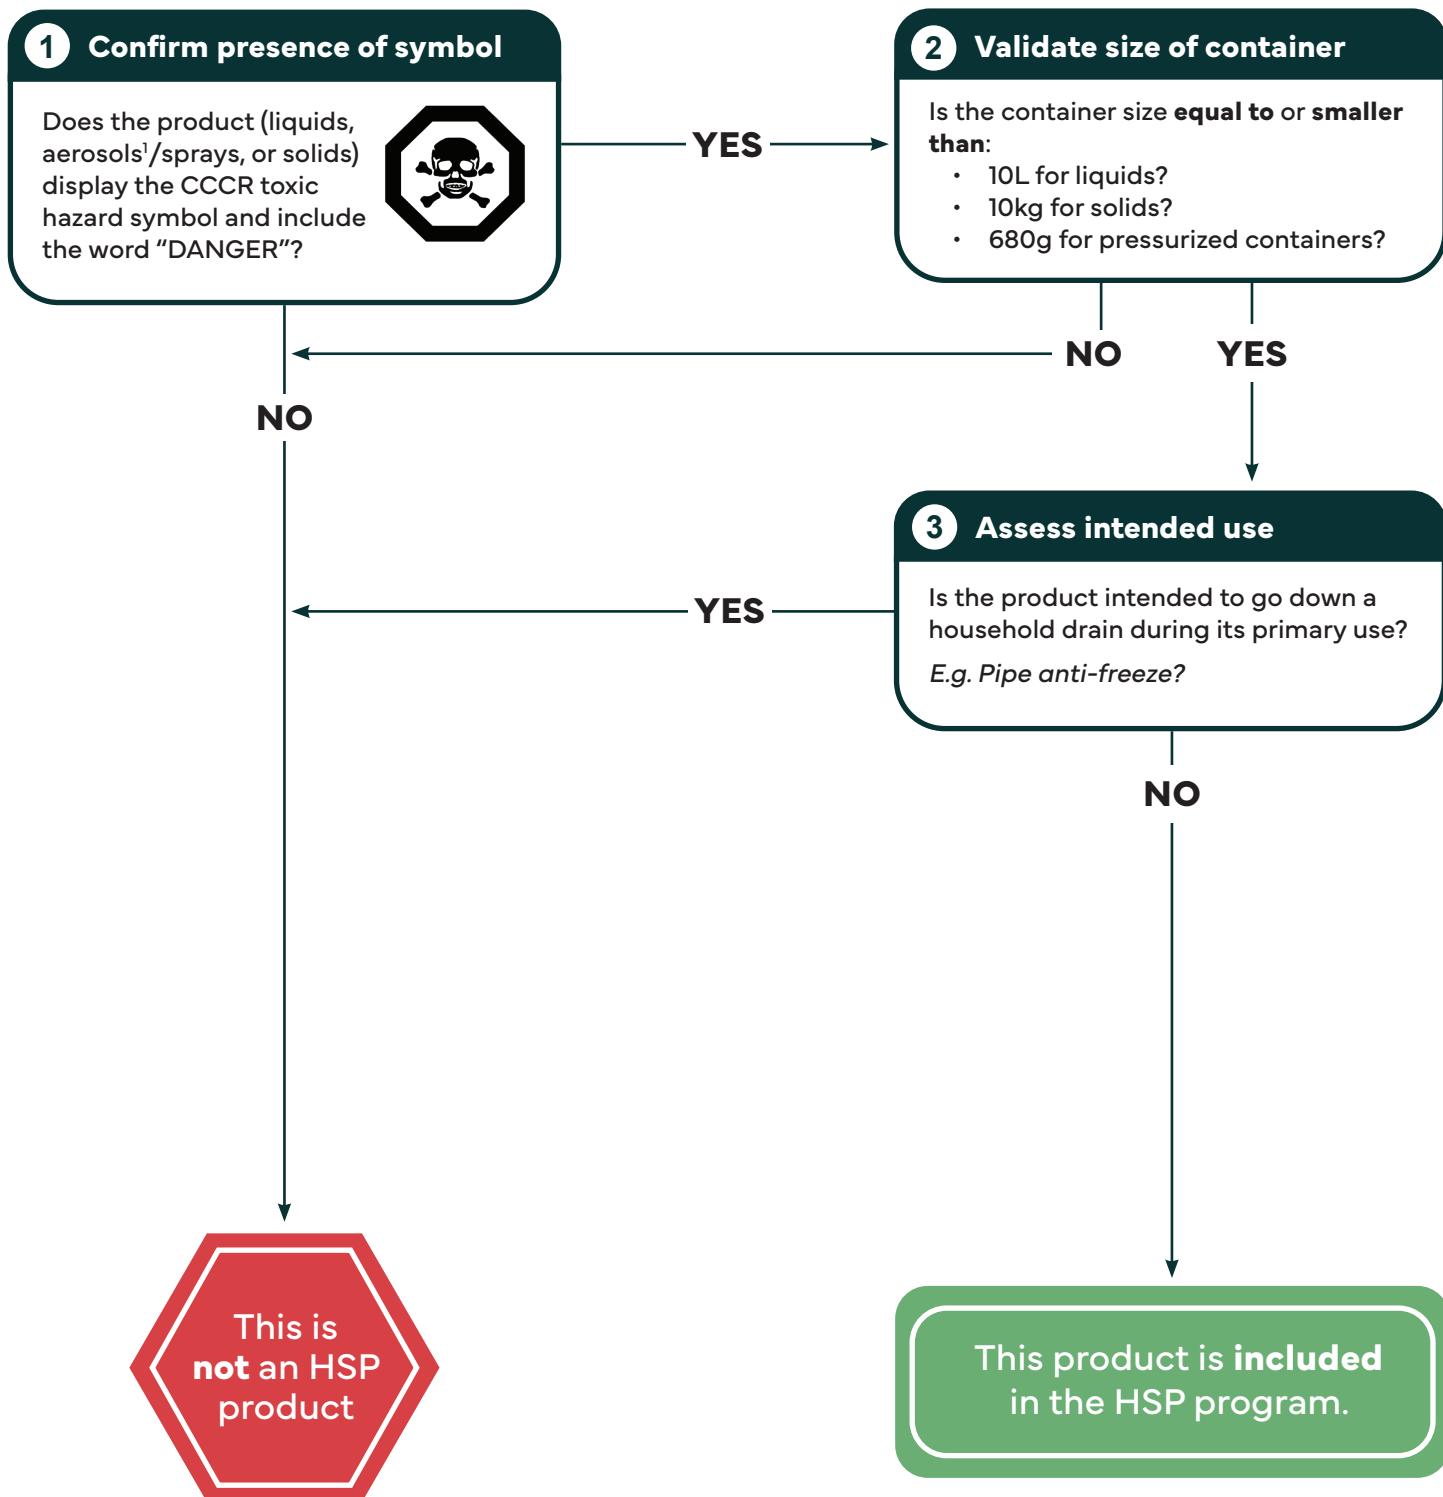 1 Confirm presence of symbol
Does the product (liquids,
aerosols¹/sprays, or solids)
display the CCCR toxic
hazard symbol and include
the word “DANGER”?
YES
2 Validate size of container
Is the container size equal to or smaller
than:
• 10L for liquids?
• 10kg for solids?
• 680g for pressurized containers?
NO
YES
NO
3 Assess intended use
Is the product intended to go down a
household drain during its primary use?
E.g. Pipe anti-freeze?
YES
NO
This is
not an HSP
product
This product is included
in the HSP program.